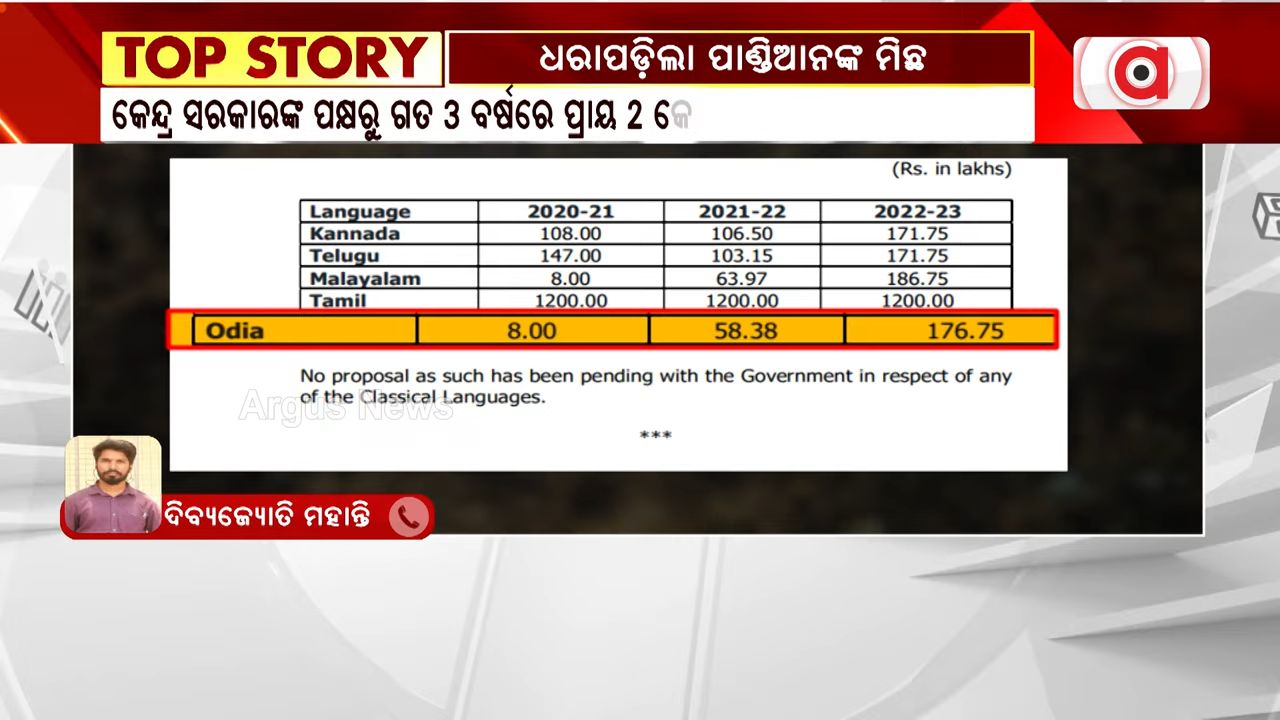 TOP STORY
ଧରାପଡ଼ିଲା ପାଣ୍ଡିଆନଙ୍କ ମିଛ
କେନ୍ଦ୍ର ସରକାରଙ୍କ ପକ୍ଷରୁ ଗତ 3 ବର୍ଷରେ ପ୍ରାୟ 2 କେ
(Rs. in lakhs)
Language 2020-21 2021-22 2022-23
Kannada 108.00 106.50 171.75
Telugu 147.00 103.15 171.75
Malayalam 8.00 63.97 186.75
Tamil 1200.00 1200.00 1200.00
Odia 8.00 58.38 176.75
No proposal as such has been pending with the Government in respect of any
of the Classical Languages.
Argus News
***
ଦିବ୍ୟଜ୍ୟୋତି ମହାନ୍ତି